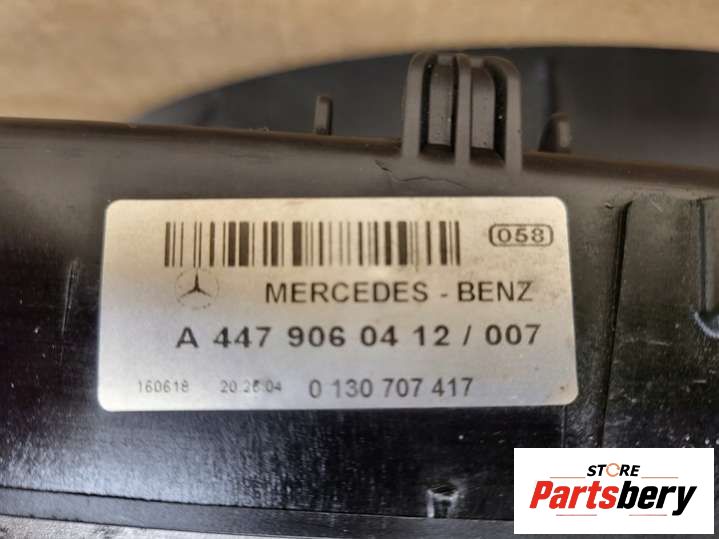 058
MERCEDES - BENZ
A 447 906 04 12 / 007
160618 20 26 04 0 130 707 417
STORE
Partsbery